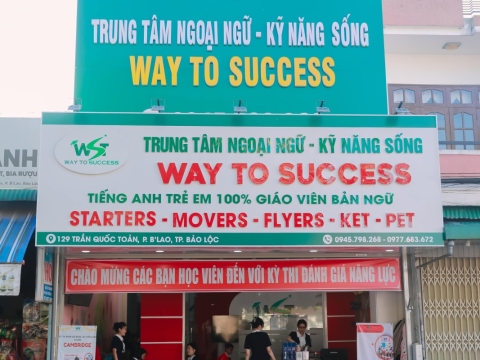 TRUNG TÂM NGOẠI NGỮ - KỸ NĂNG SỐNG
WAY TO SUCCESS
WST
WAY TO SUCCESS
TRUNG TÂM NGOẠI NGỮ - KỸ NĂNG SỐNG
WAY TO SUCCESS
TIẾNG ANH TRẺ EM 100% GIÁO VIÊN BẢN NGỮ
STARTERS - MOVERS - FLYERS - KET - PET
129 TRẦN QUỐC TOẢN, P. B'LAO, TP. BẢO LỘC
0945.798.268 - 0977.683.672
CHÀO MỪNG CÁC BẠN HỌC VIÊN ĐẾN VỚI KỲ THI ĐÁNH GIÁ NĂNG LỰC
ANH
BIA RƯỢU
CAMBRIDGE